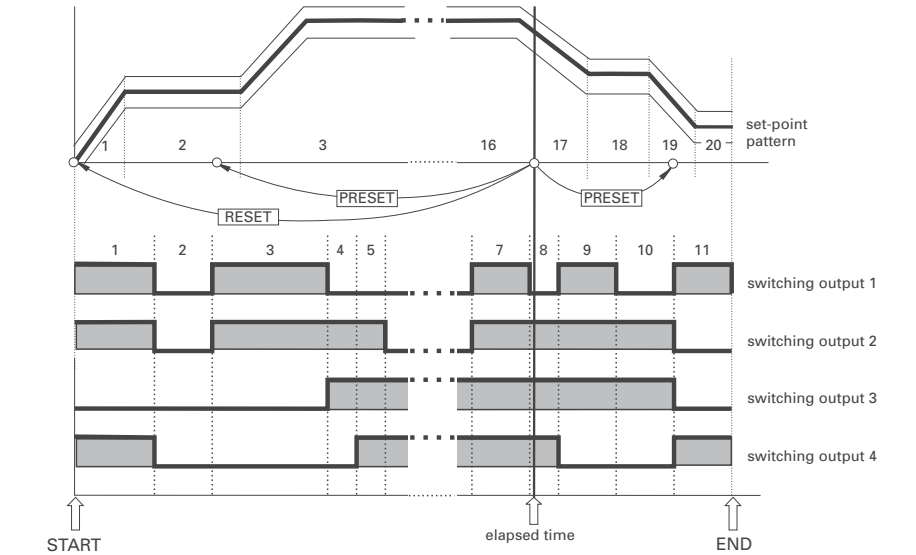 set-point
pattern
1 2 3 16 17 18 19 20
PRESET PRESET
RESET
1 2 3 4 5 7 8 9 10 11
switching output 1
switching output 2
switching output 3
switching output 4
START
elapsed time
END